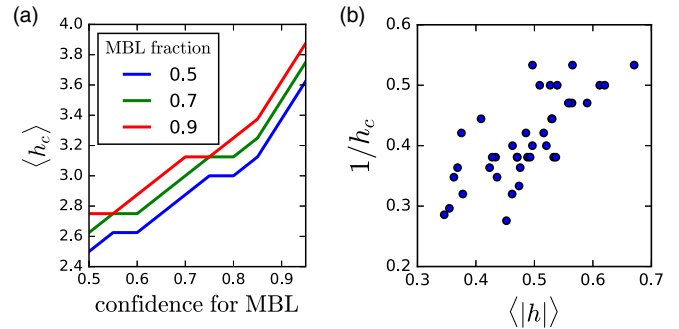 (a)
4.0
3.8
3.6
3.4
3.2
3.0
2.8
2.6
2.4
⟨h_c⟩
MBL fraction
0.5
0.7
0.9
0.5 0.6 0.7 0.8 0.9
confidence for MBL
(b)
0.6
0.5
0.4
0.3
0.2
1/h_c
0.3 0.4 0.5 0.6 0.7
⟨|h|⟩